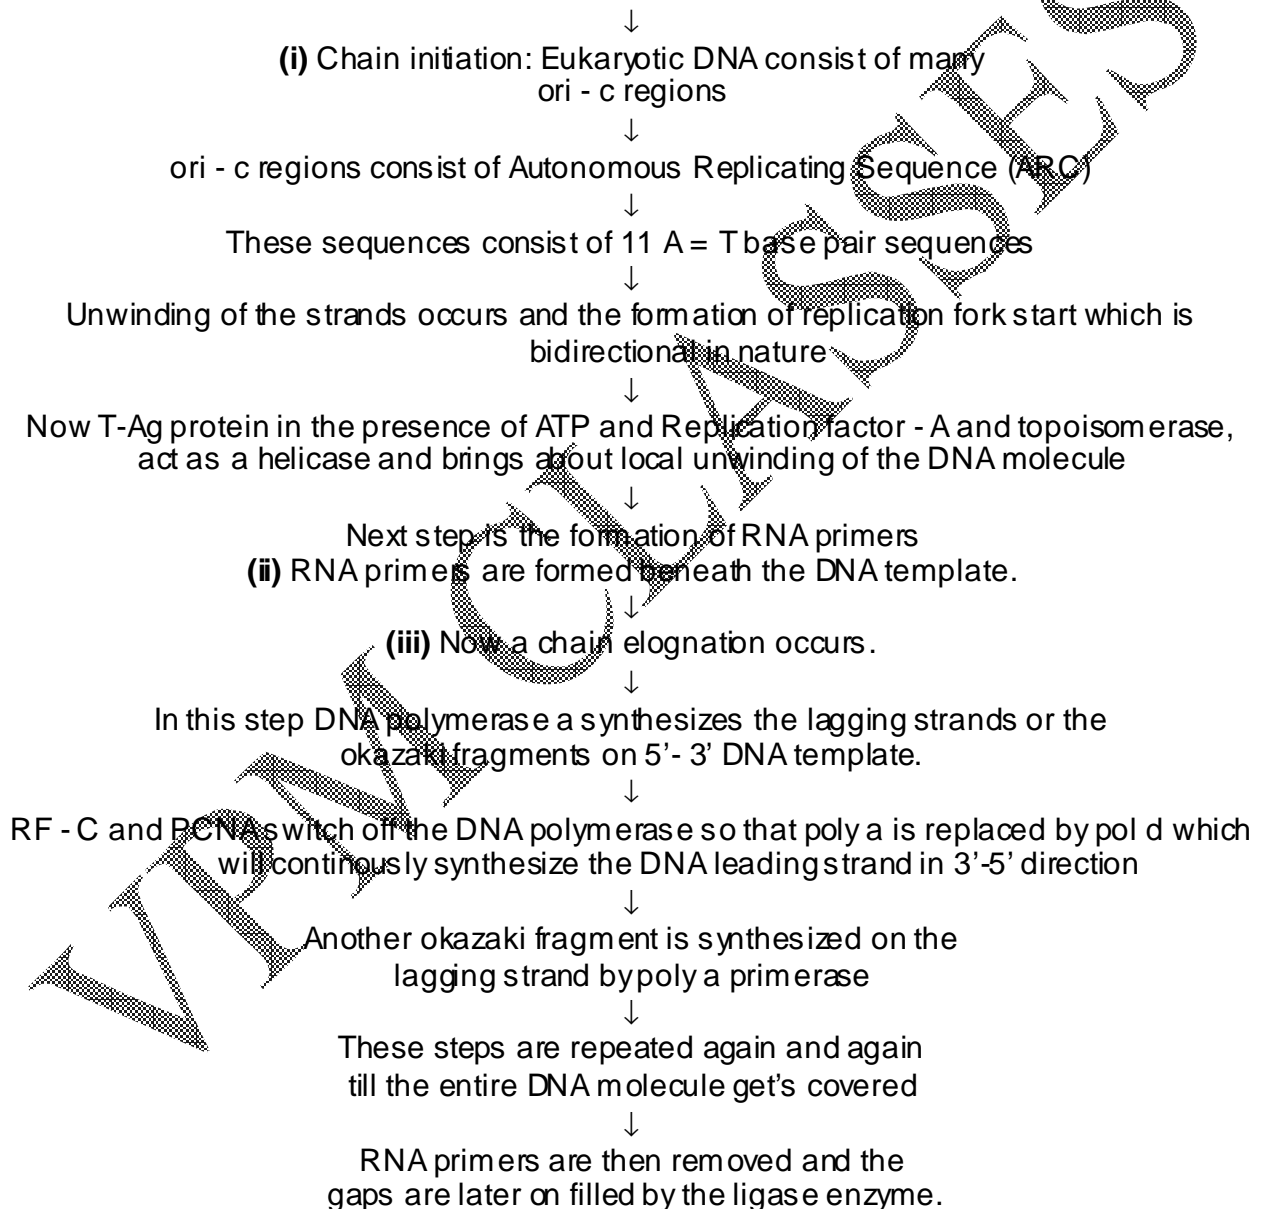 ↓
(i) Chain initiation: Eukaryotic DNA consist of many
ori - c regions
↓
ori - c regions consist of Autonomous Replicating Sequence (ARC)
↓
These sequences consist of 11 A = T base pair sequences
↓
Unwinding of the strands occurs and the formation of replication fork start which is
bidirectional in nature
↓
Now T-Ag protein in the presence of ATP and Replication factor - A and topoisomerase,
act as a helicase and brings about local unwinding of the DNA molecule
↓
Next step is the formation of RNA primers
(ii) RNA primers are formed beneath the DNA template.
↓
(iii) Now a chain elognation occurs.
↓
In this step DNA polymerase a synthesizes the lagging strands or the
okazaki fragments on 5’- 3’ DNA template.
↓
RF - C and PCNA switch off the DNA polymerase so that poly a is replaced by pol d which
will continously synthesize the DNA leading strand in 3’-5’ direction
↓
Another okazaki fragment is synthesized on the
lagging strand by poly a primerase
↓
These steps are repeated again and again
till the entire DNA molecule get's covered
↓
RNA primers are then removed and the
gaps are later on filled by the ligase enzyme.
VPM CLASSES